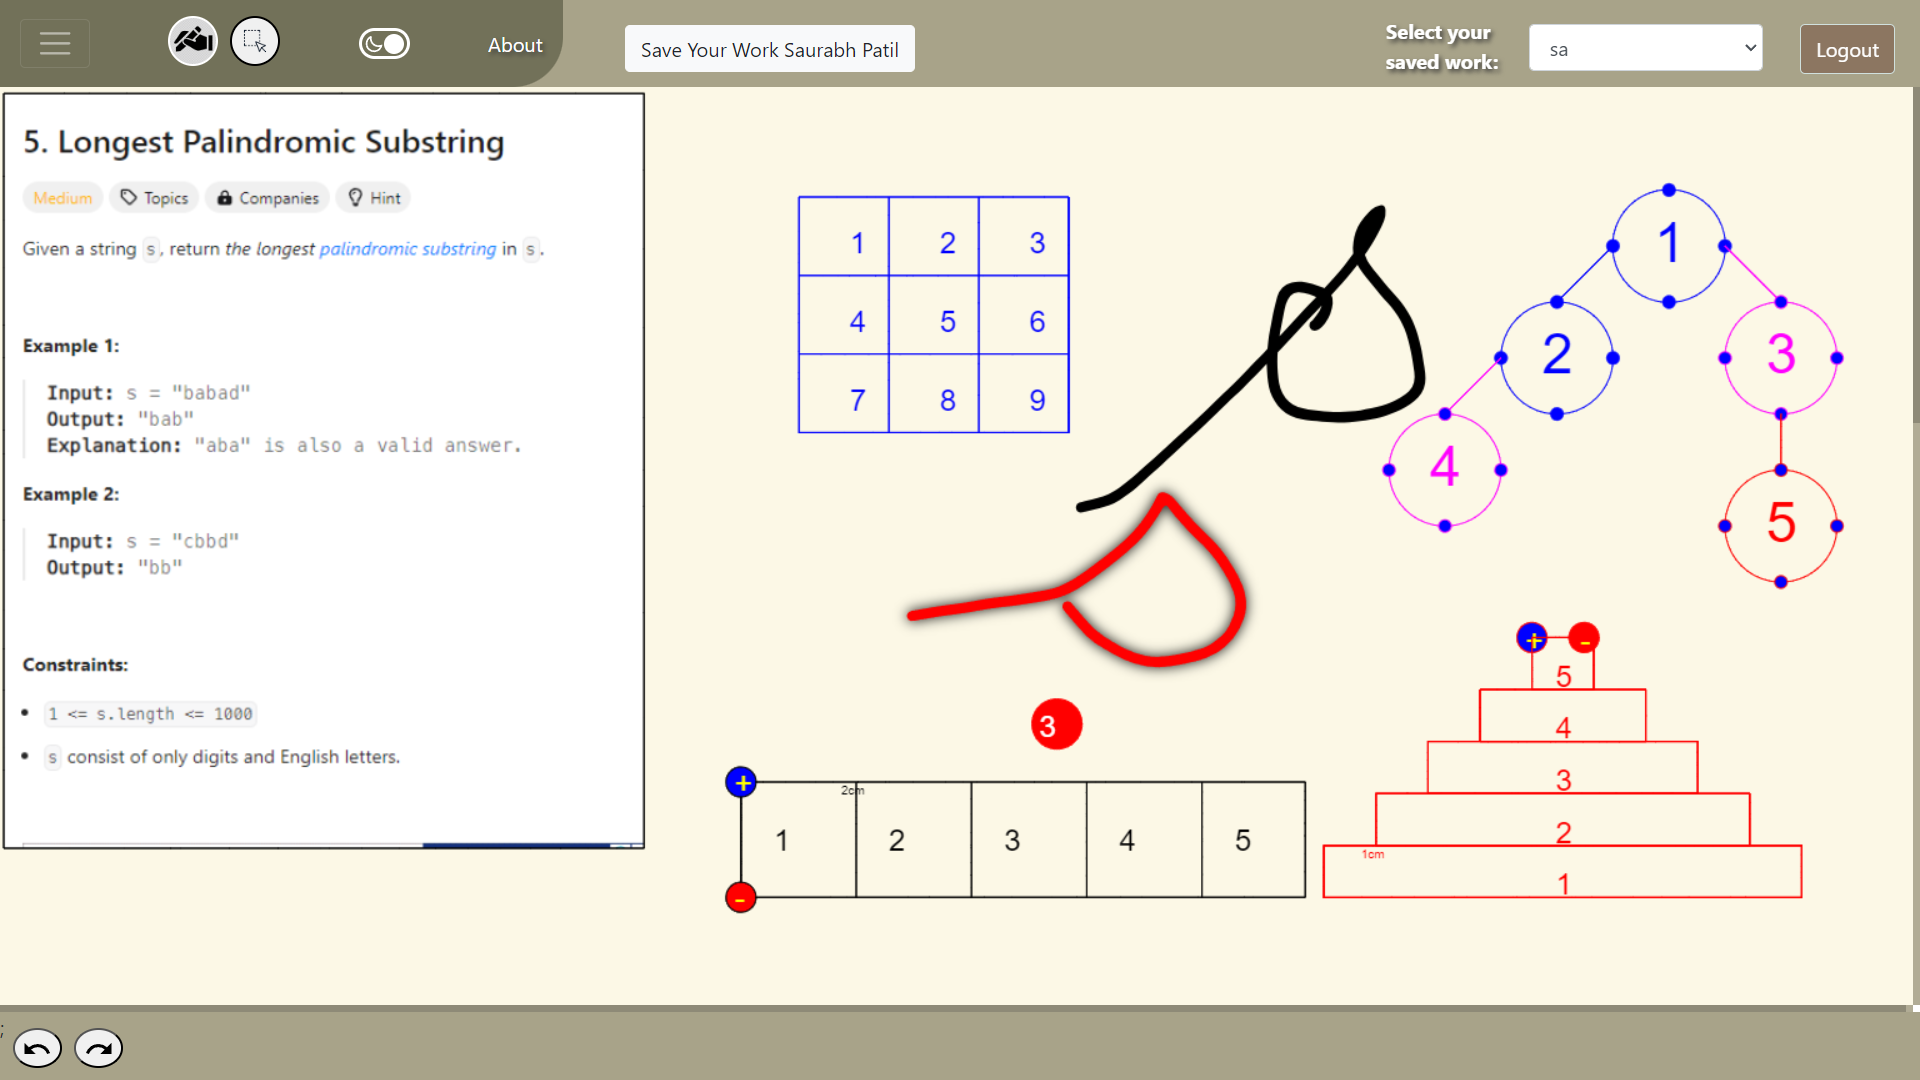 About
Save Your Work Saurabh Patil
Select your
saved work:
sa
Logout
5. Longest Palindromic Substring
Medium Topics Companies Hint
Given a string s, return the longest palindromic substring in s.
Example 1:
Input: s = "babad"
Output: "bab"
Explanation: "aba" is also a valid answer.
Example 2:
Input: s = "cbbd"
Output: "bb"
Constraints:
1 <= s.length <= 1000
s consist of only digits and English letters.
1 2 3
4 5 6
7 8 9
1
2 3
4
5
3
+
2cm
1 2 3 4 5
-
+ -
5
4
3
2
1cm
1
;